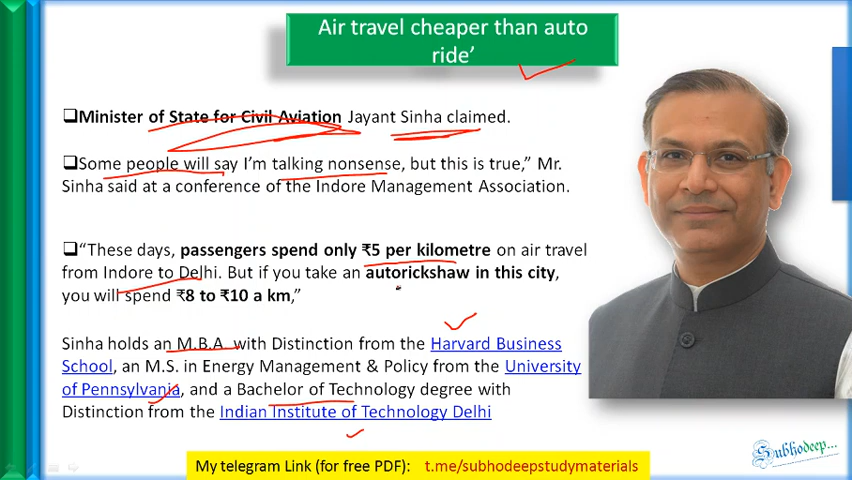 Air travel cheaper than auto
ride’
❑Minister of State for Civil Aviation Jayant Sinha claimed.
❑Some people will say I’m talking nonsense, but this is true,” Mr.
Sinha said at a conference of the Indore Management Association.
❑“These days, passengers spend only ₹5 per kilometre on air travel
from Indore to Delhi. But if you take an autorickshaw in this city,
you will spend ₹8 to ₹10 a km,”
Sinha holds an M.B.A. with Distinction from the Harvard Business
School, an M.S. in Energy Management & Policy from the University
of Pennsylvania, and a Bachelor of Technology degree with
Distinction from the Indian Institute of Technology Delhi
My telegram Link (for free PDF): t.me/subhodeepstudymaterials
Subhodeep...